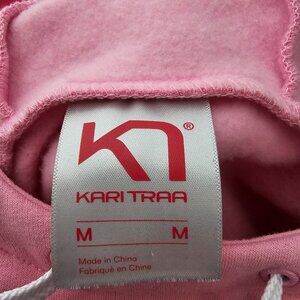 ®
KARI TRAA
M M
Made in China
Fabriqué en Chine